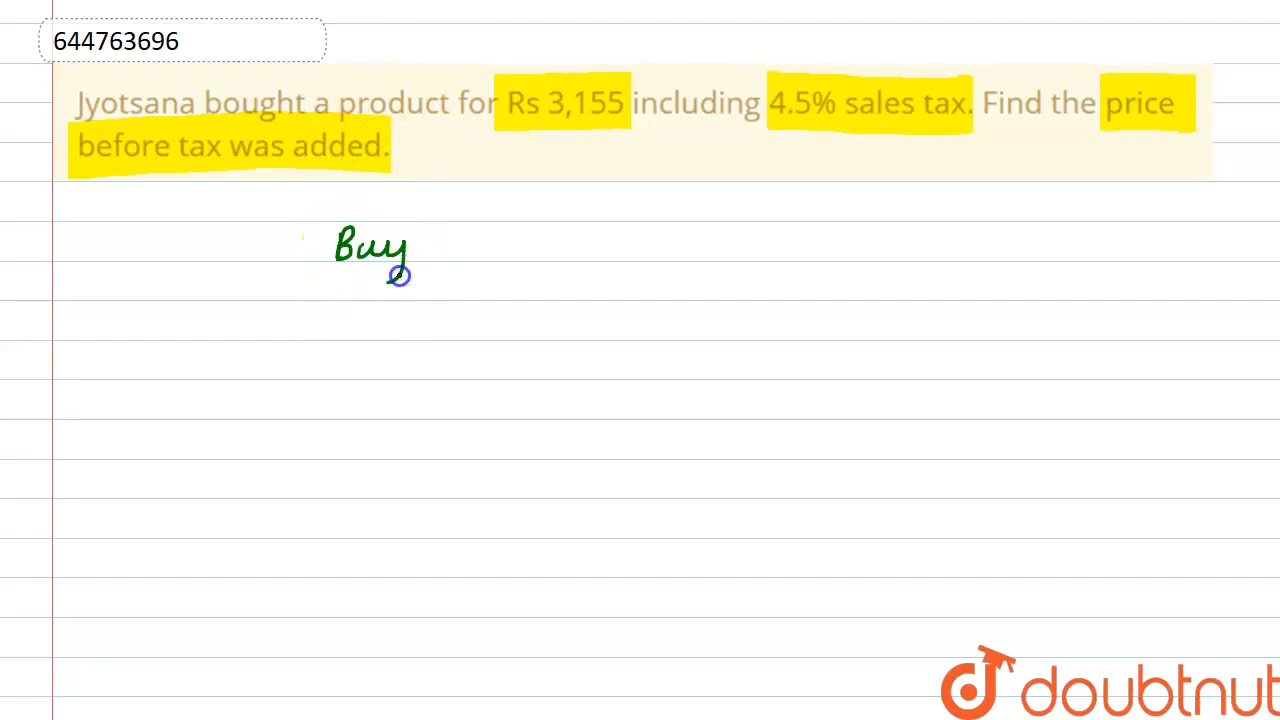 644763696
Jyotsana bought a product for Rs 3,155 including 4.5% sales tax. Find the price
before tax was added.
Buy
doubtnut